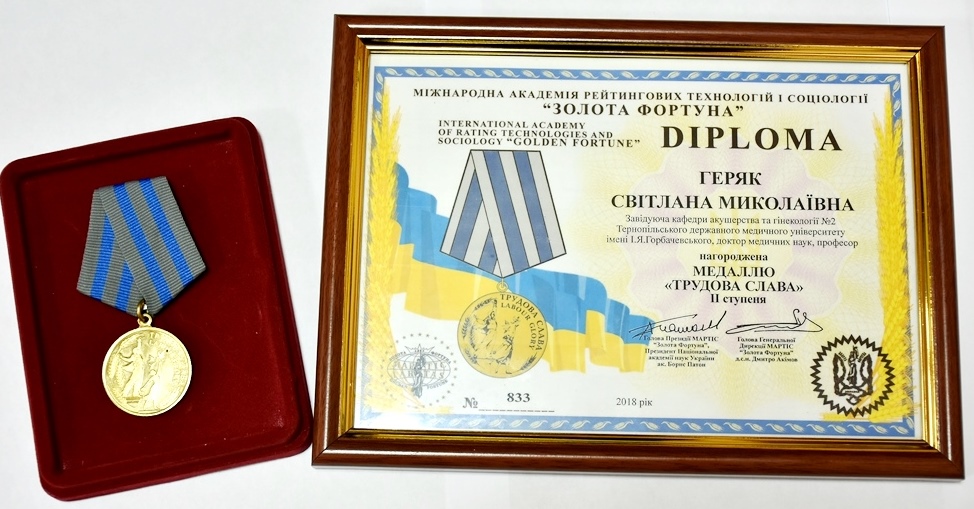 МІЖНАРОДНА АКАДЕМІЯ РЕЙТИНГОВИХ ТЕХНОЛОГІЙ І СОЦІОЛОГІЇ
“ЗОЛОТА ФОРТУНА”
INTERNATIONAL ACADEMY
OF RATING TECHNOLOGIES AND
SOCIOLOGY “GOLDEN FORTUNE”
DIPLOMA
ГЕРЯК
СВІТЛАНА МИКОЛАЇВНА
Завідуюча кафедри акушерства та гінекології №2
Тернопільського державного медичного університету
імені І.Я.Горбачевського, доктор медичних наук, професор
нагороджена
МЕДАЛЛЮ
«ТРУДОВА СЛАВА»
ІІ ступеня
ТРУДОВА СЛАВА
LABOUR GLORY
Голова Президії МАРТІС
“Золота Фортуна”,
Президент Національної
академії наук України
ак. Борис Патон
Голова Генеральної
Дирекції МАРТІС
“Золота Фортуна”
д.е.н. Дмитро Акімов
№ 833
2018 рік